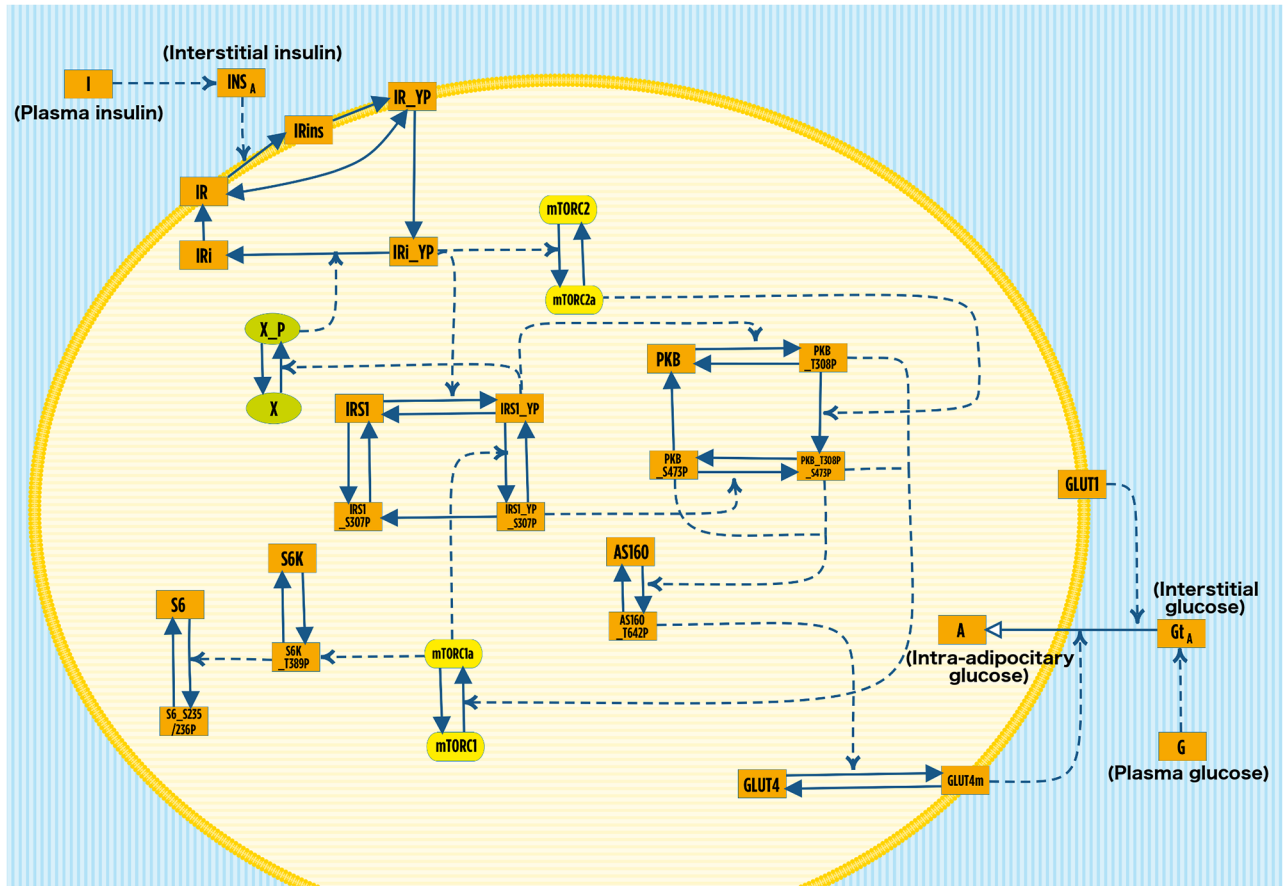 (Interstitial insulin)
I
INS A
(Plasma insulin)
IR_YP
IRins
IR
IRi
IRi_YP
mTORC2
mTORC2a
X_P
X
IRS1
IRS1_YP
IRS1
_S307P
IRS1_YP
_S307P
PKB
PKB
_T308P
PKB
_S473P
PKB_T308P
_S473P
GLUT1
S6K
S6K
_T389P
S6
S6_S235
/236P
mTORC1a
mTORC1
AS160
AS160
_T642P
(Interstitial
glucose)
Gt A
A
(Intra-adipocitary
glucose)
G
(Plasma glucose)
GLUT4
GLUT4m